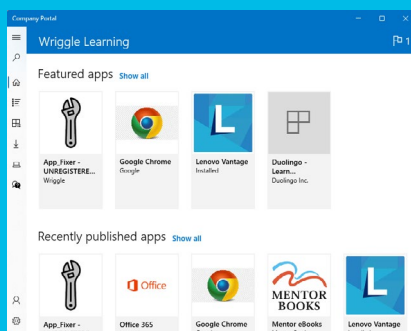 Company Portal
Wriggle Learning
1
Featured apps Show all
App_Fixer - UNREGISTERE... Google Chrome Lenovo Vantage Duolingo - Learn...
Wriggle Google Installed Duolingo Inc.
Recently published apps Show all
Office
MENTOR
BOOKS
App_Fixer - Office 365 Google Chrome Mentor eBooks Lenovo Vantage